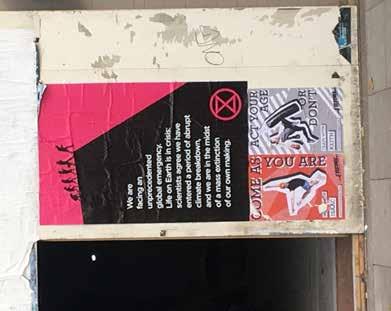 We are
facing an
unprecedented
global emergency.
Life on Earth is in crisis:
scientists agree we have
entered a period of abrupt
climate breakdown,
and we are in the midst
of a mass extinction
of our own making.
ACT YOUR
AGE
OR
DON'T
COME AS
YOU ARE